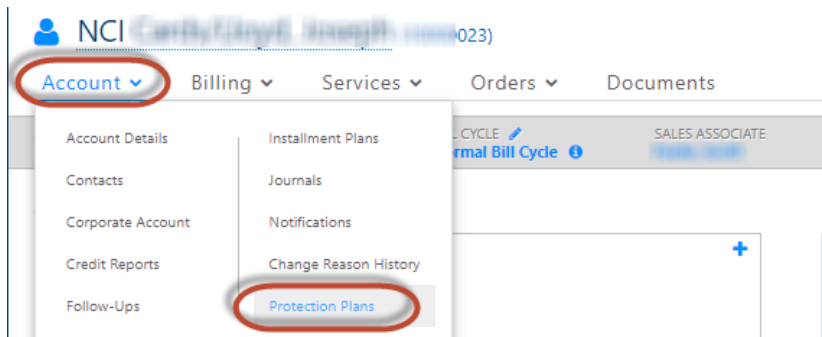 NCI 023)
Account Billing Services Orders Documents
Account Details
Contacts
Corporate Account
Credit Reports
Follow-Ups
Installment Plans
Journals
Notifications
Change Reason History
Protection Plans
CYCLE
rmal Bill Cycle
SALES ASSOCIATE